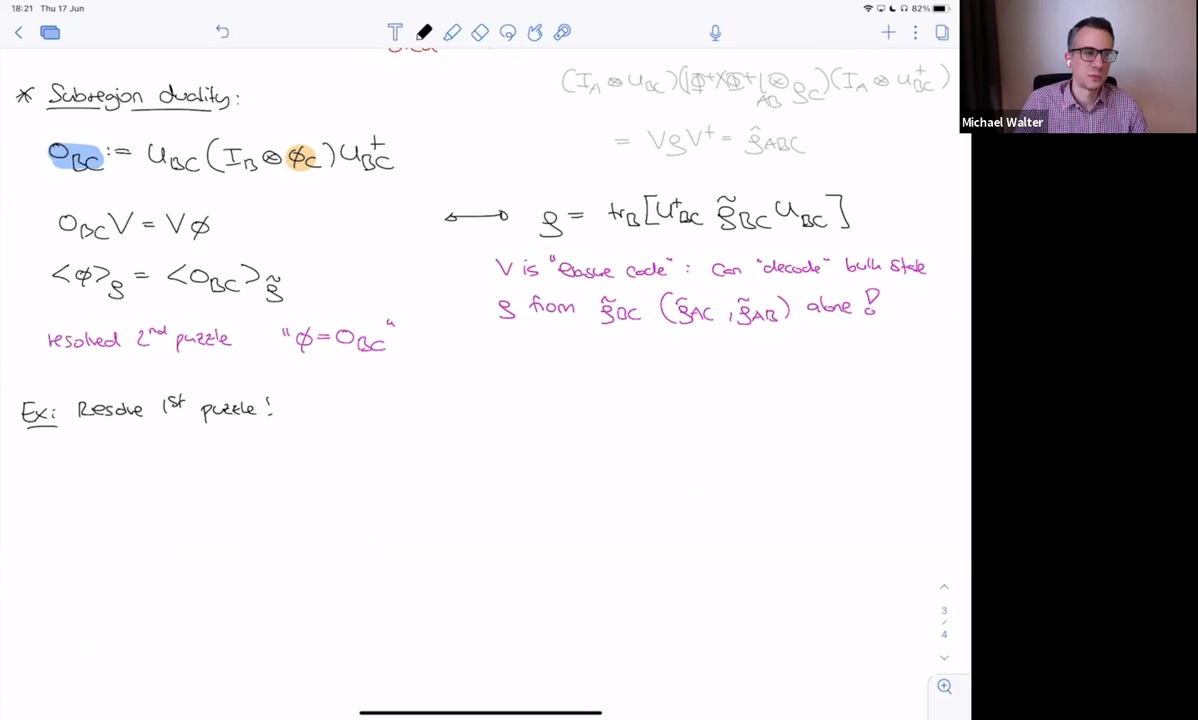 18:21 Thu 17 Jun
82%
* Subregion duality:
O_BC := U_BC (I_B ⊗ ϕ_C) U_BC^†
O_BC V = V ϕ
<ϕ>_ρ = <O_BC>_ρ̃
resolved 2nd puzzle "ϕ = O_BC"
Ex: Resolve 1st puzzle!
(I_A ⊗ U_BC)(|Φ^+><Φ^+|_AB ⊗ ρ_C)(I_A ⊗ U_BC^†)
= VρV^† = ρ̃_ABC
⟷ ρ = tr_B[U_BC^† ρ̃_BC U_BC]
V is "erasure code": can "decode" bulk state
ρ from ρ̃_BC (ρ̃_AC, ρ̃_AB) alone!
Michael Walter
3
/
4